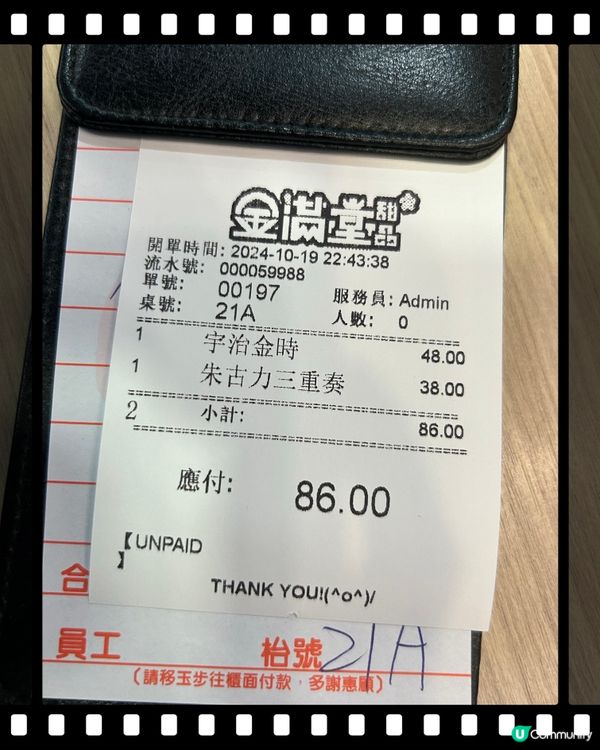 金滿堂甜品
開單時間: 2024-10-19 22:43:38
流水號: 000059988
單號: 00197 服務員: Admin
桌號: 21A 人數: 0
1 宇治金時 48.00
1 朱古力三重奏 38.00
2 小計: 86.00
應付: 86.00
【UNPAID
】
THANK YOU!(^o^)/
合
員工 枱號 21A
(請移玉步往櫃面付款，多謝惠顧)
U Community